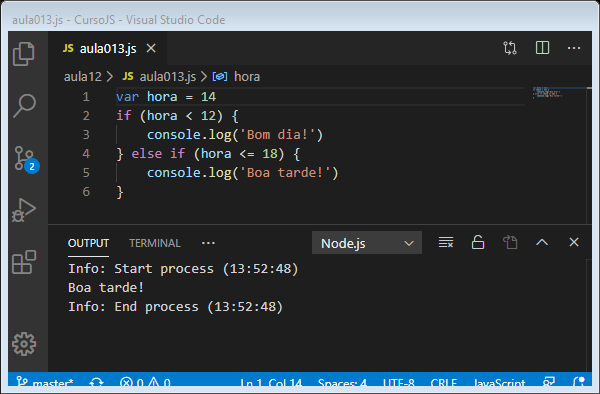 aula013.js - CursoJS - Visual Studio Code
JS aula013.js
aula12 > JS aula013.js > hora
1 var hora = 14
2 if (hora < 12) {
3     console.log('Bom dia!')
4 } else if (hora <= 18) {
5     console.log('Boa tarde!')
6 }
2
OUTPUT TERMINAL ··· Node.js
Info: Start process (13:52:48)
Boa tarde!
Info: End process (13:52:48)
master* 0 0 Ln 1, Col 14 Spaces: 4 UTF-8 CRLF JavaScript